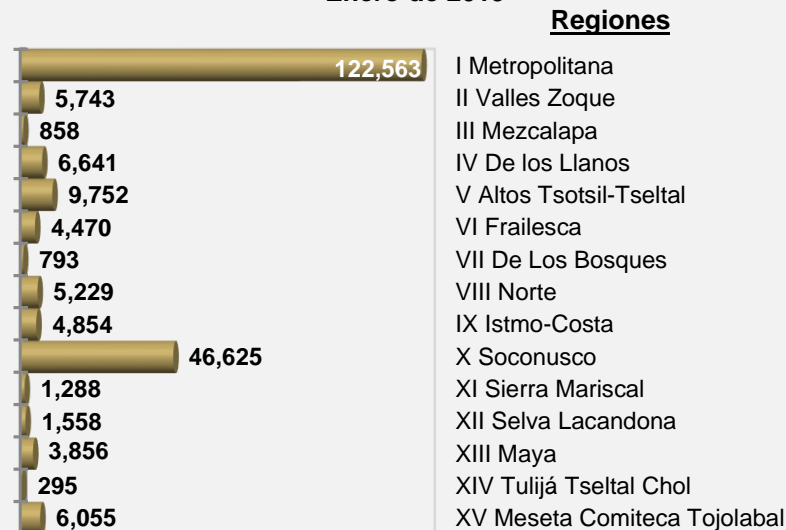 Enero de 2015
Regiones
122,563 I Metropolitana
5,743 II Valles Zoque
858 III Mezcalapa
6,641 IV De los Llanos
9,752 V Altos Tsotsil-Tseltal
4,470 VI Frailesca
793 VII De Los Bosques
5,229 VIII Norte
4,854 IX Istmo-Costa
46,625 X Soconusco
1,288 XI Sierra Mariscal
1,558 XII Selva Lacandona
3,856 XIII Maya
295 XIV Tulijá Tseltal Chol
6,055 XV Meseta Comiteca Tojolabal